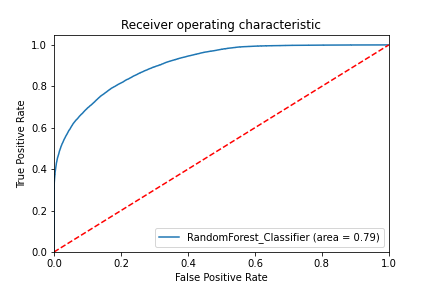 Receiver operating characteristic
1.0
0.8
0.6
0.4
0.2
0.0
True Positive Rate
RandomForest_Classifier (area = 0.79)
0.0 0.2 0.4 0.6 0.8 1.0
False Positive Rate